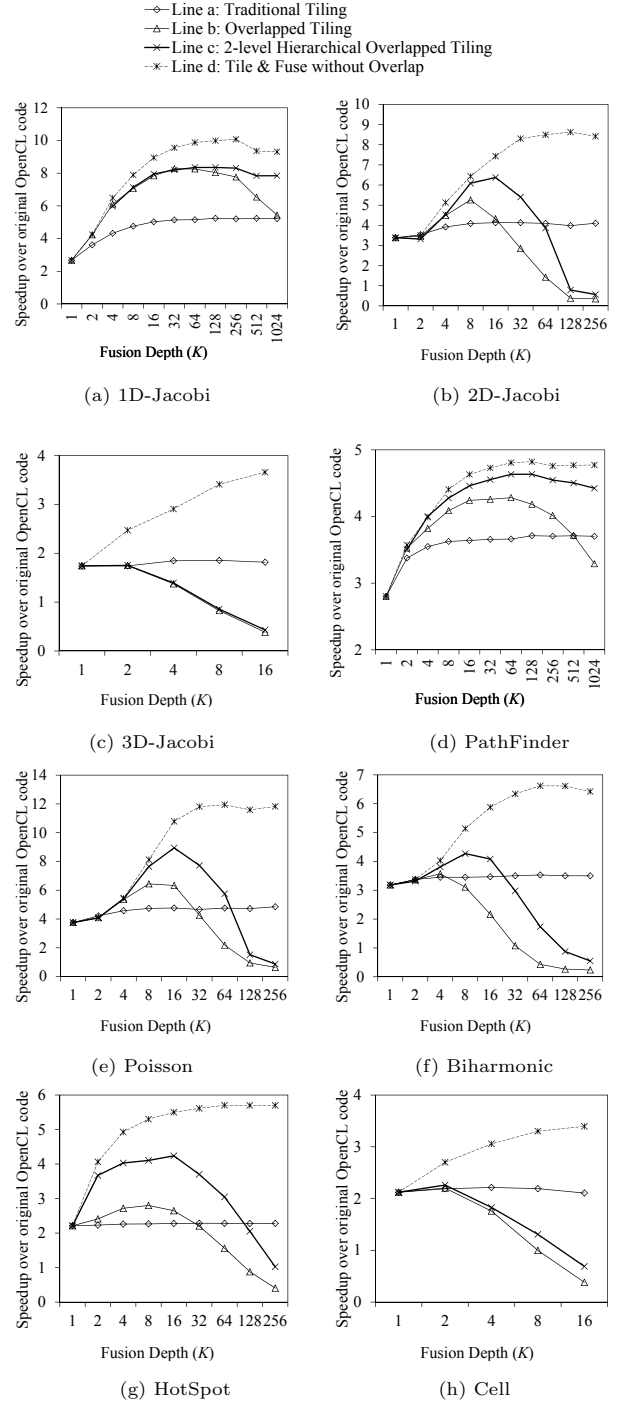 Line a: Traditional Tiling
Line b: Overlapped Tiling
Line c: 2-level Hierarchical Overlapped Tiling
Line d: Tile & Fuse without Overlap
Speedup over original OpenCL code
12
10
8
6
4
2
0
1 2 4 8 16 32 64 128 256 512 1024
Fusion Depth (K)
(a) 1D-Jacobi
Speedup over original OpenCL code
10
9
8
7
6
5
4
3
2
1
0
1 2 4 8 16 32 64 128 256
Fusion Depth (K)
(b) 2D-Jacobi
Speedup over original OpenCL code
4
3
2
1
0
1 2 4 8 16
Fusion Depth (K)
(c) 3D-Jacobi
Speedup over original OpenCL code
5
4
3
2
1 2 4 8 16 32 64 128 256 512 1024
Fusion Depth (K)
(d) PathFinder
Speedup over original OpenCL code
14
12
10
8
6
4
2
0
1 2 4 8 16 32 64 128 256
Fusion Depth (K)
(e) Poisson
Speedup over original OpenCL code
7
6
5
4
3
2
1
0
1 2 4 8 16 32 64 128 256
Fusion Depth (K)
(f) Biharmonic
Speedup over original OpenCL code
6
5
4
3
2
1
0
1 2 4 8 16 32 64 128 256
Fusion Depth (K)
(g) HotSpot
Speedup over original OpenCL code
4
3
2
1
0
1 2 4 8 16
Fusion Depth (K)
(h) Cell